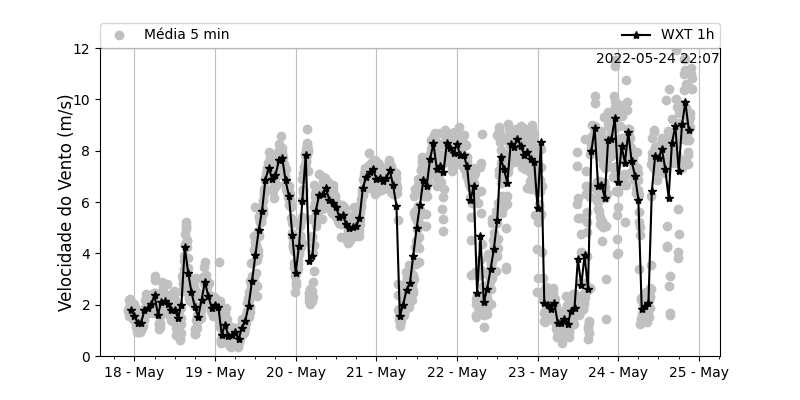 Média 5 min
WXT 1h
2022-05-24 22:07
Velocidade do Vento (m/s)
12
10
8
6
4
2
0
18 - May 19 - May 20 - May 21 - May 22 - May 23 - May 24 - May 25 - May